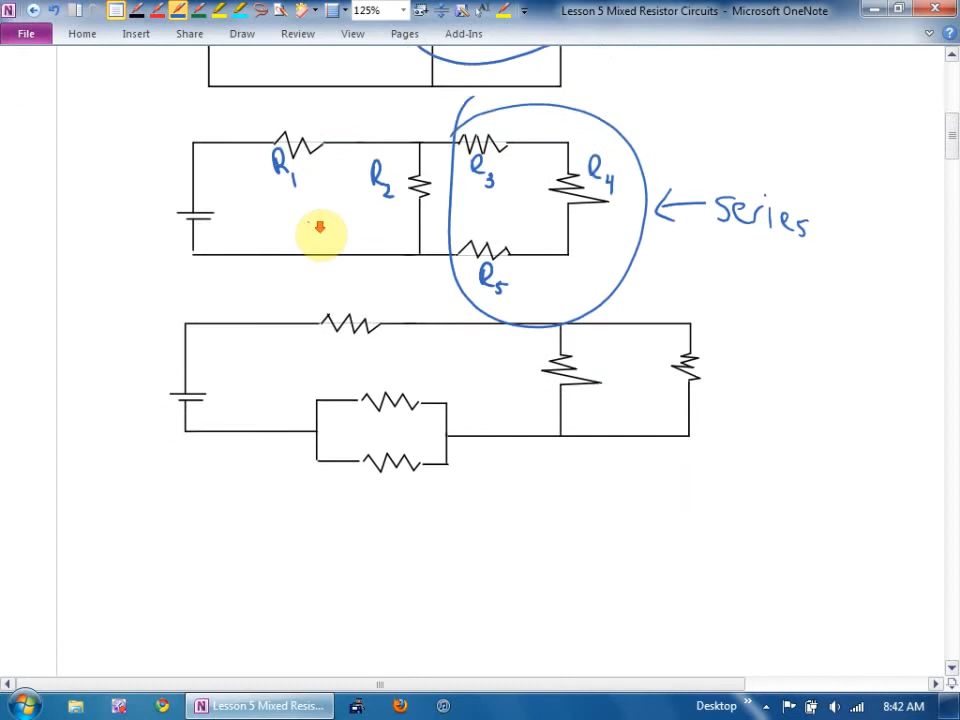 125%
Lesson 5 Mixed Resistor Circuits - Microsoft OneNote
File Home Insert Share Draw Review View Pages Add-Ins
R1
R2
R3
R4
series
R5
Lesson 5 Mixed Resis...
Desktop
8:42 AM